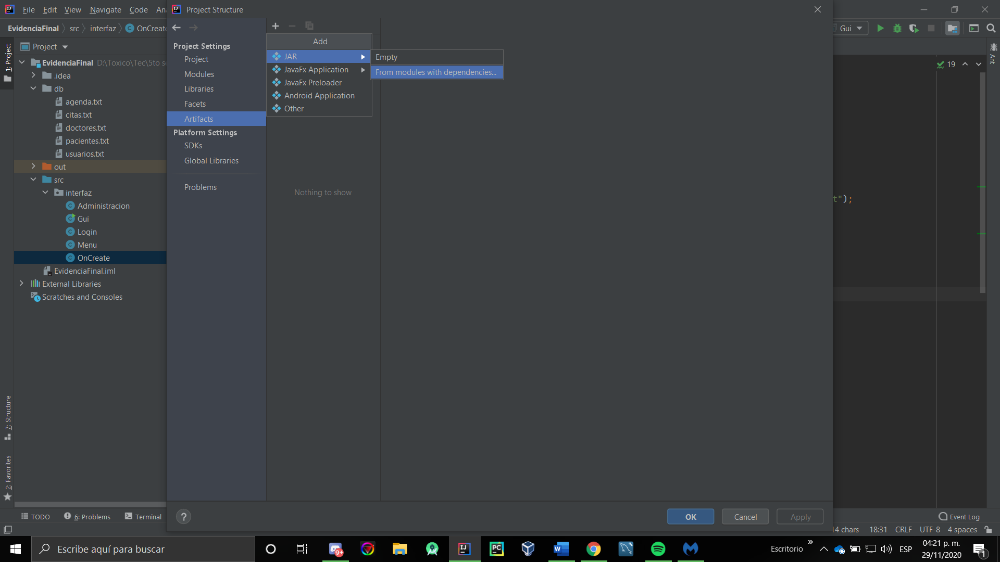 File Edit View Navigate Code An
Project Structure
EvidenciaFinal src interfaz OnCreate
Gui
1: Project
Project
EvidenciaFinal D:\Toxico\Tec\5to s
.idea
db
agenda.txt
citas.txt
doctores.txt
pacientes.txt
usuarios.txt
out
src
interfaz
Administracion
Gui
Login
Menu
OnCreate
EvidenciaFinal.iml
External Libraries
Scratches and Consoles
7: Structure
2: Favorites
Project Settings
Project
Modules
Libraries
Facets
Artifacts
Platform Settings
SDKs
Global Libraries
Problems
Add
JAR
JavaFx Application
JavaFx Preloader
Android Application
Other
Empty
From modules with dependencies...
Nothing to show
19
Ant
t");
?
OK Cancel Apply
TODO 6: Problems Terminal
Event Log
14 chars 18:31 CRLF UTF-8 4 spaces
Escribe aquí para buscar
9+
IJ
PC
W
Escritorio
ESP
04:21 p. m.
29/11/2020
1